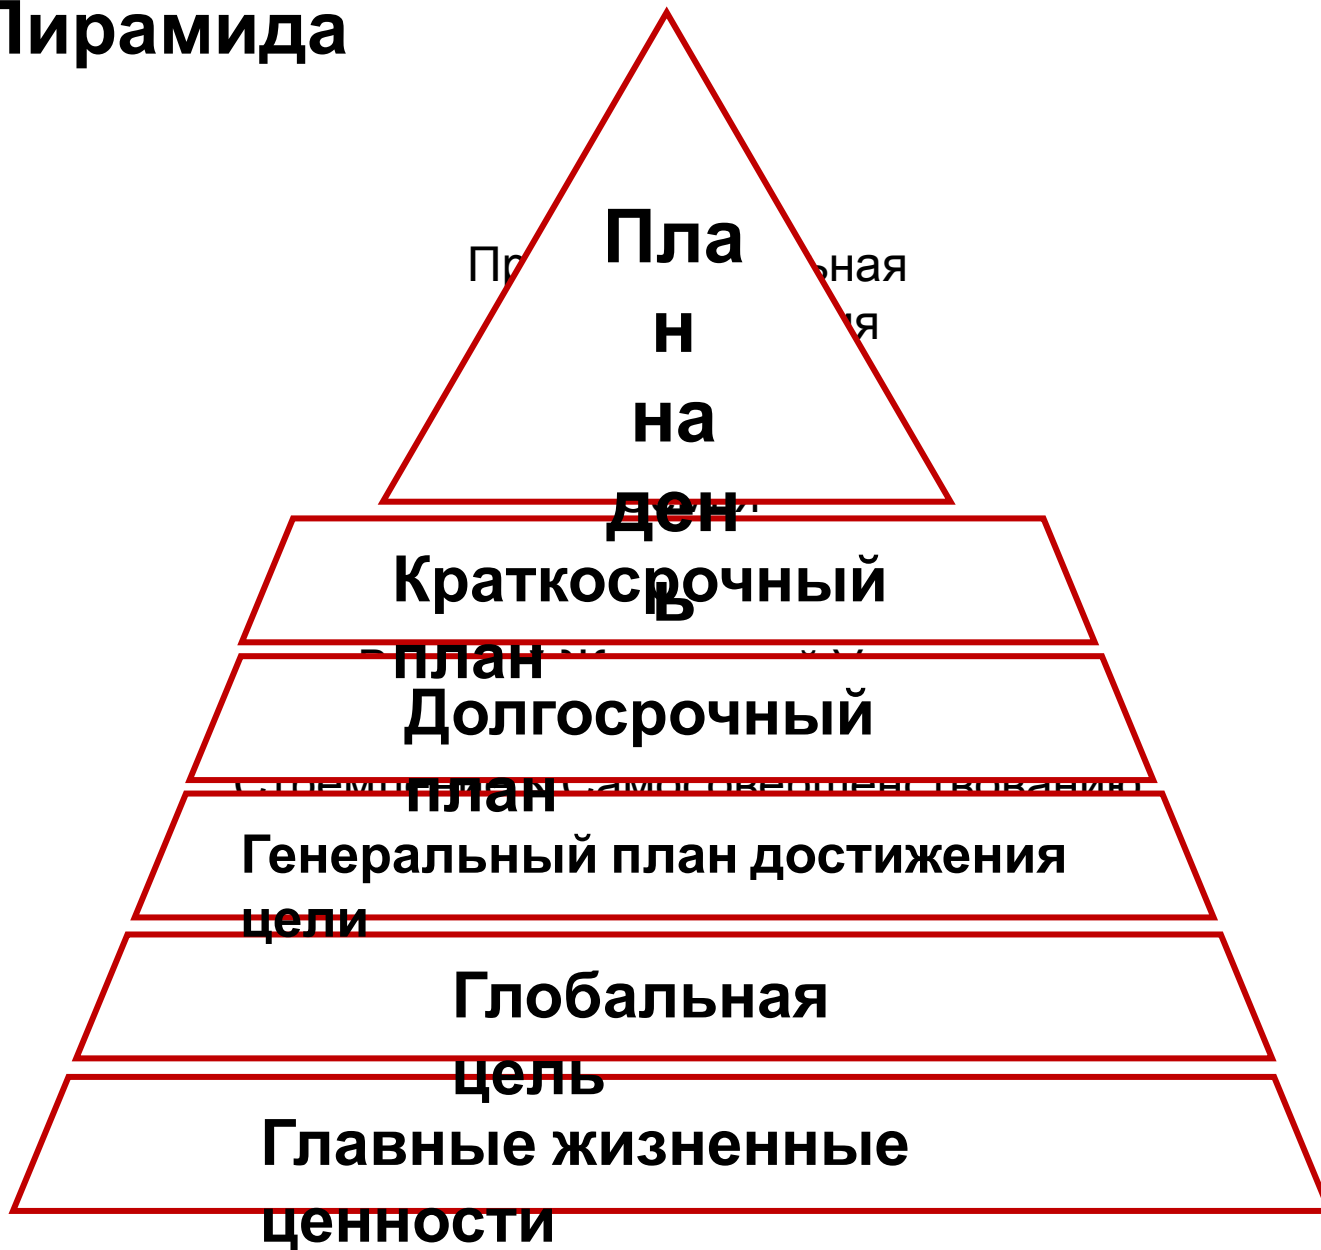 Пирамида
Пла
н
на
ден
ь
Краткосрочный
план
Долгосрочный
план
Генеральный план достижения
цели
Глобальная
цель
Главные жизненные
ценности